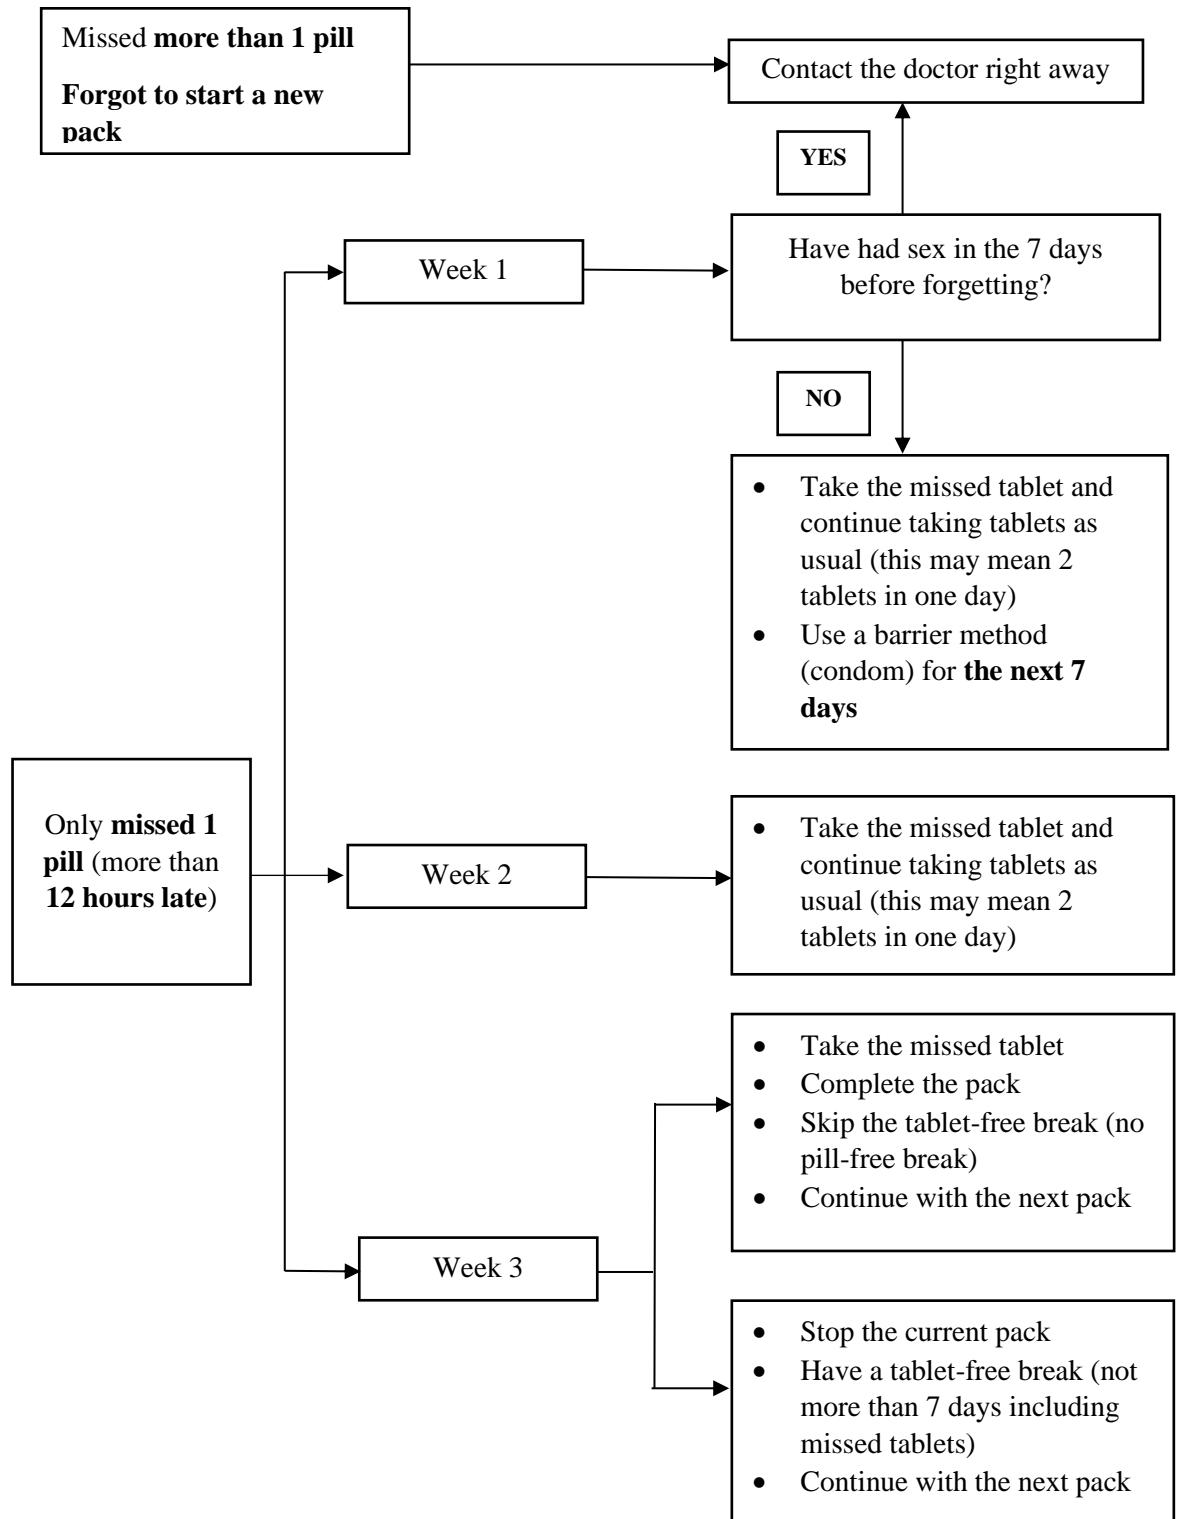 Missed more than 1 pill
Forgot to start a new
pack
Contact the doctor right away
YES
Week 1
Have had sex in the 7 days
before forgetting?
NO
• Take the missed tablet and
continue taking tablets as
usual (this may mean 2
tablets in one day)
• Use a barrier method
(condom) for the next 7
days
Only missed 1
pill (more than
12 hours late)
Week 2
• Take the missed tablet and
continue taking tablets as
usual (this may mean 2
tablets in one day)
• Take the missed tablet
• Complete the pack
• Skip the tablet-free break (no
pill-free break)
• Continue with the next pack
Week 3
• Stop the current pack
• Have a tablet-free break (not
more than 7 days including
missed tablets)
• Continue with the next pack